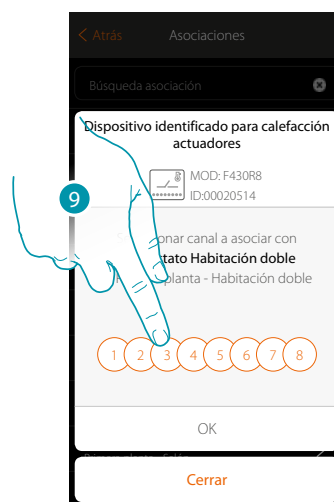 Atrás Asociaciones
Búsqueda asociación
Dispositivo identificado para calefacción
actuadores
MOD: F430R8
ID:00020514
9
onar canal a asociar con
tato Habitación doble
planta - Habitación doble
1 2 3 4 5 6 7 8
OK
Cerrar